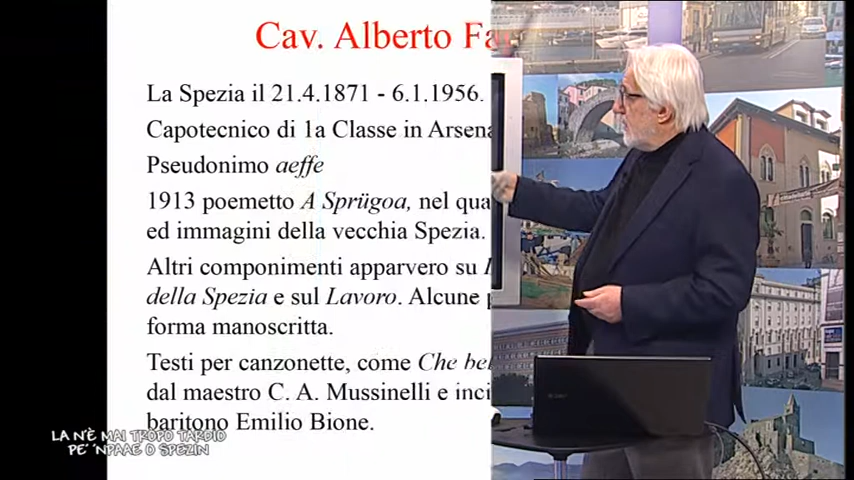 Cav. Alberto
La Spezia il 21.4.1871 - 6.1.1956.
Capotecnico di 1a Classe in Arsena
Pseudonimo aeffe
1913 poemetto A Sprügoa, nel qua
ed immagini della vecchia Spezia.
Altri componimenti apparvero su
della Spezia e sul Lavoro. Alcune
forma manoscritta.
Testi per canzonette, come Che bel
dal maestro C. A. Mussinelli e inci
baritono Emilio Bione.
LA N'È MAI TROPO TARDIO
PE' 'NPAAE O SPEZIN